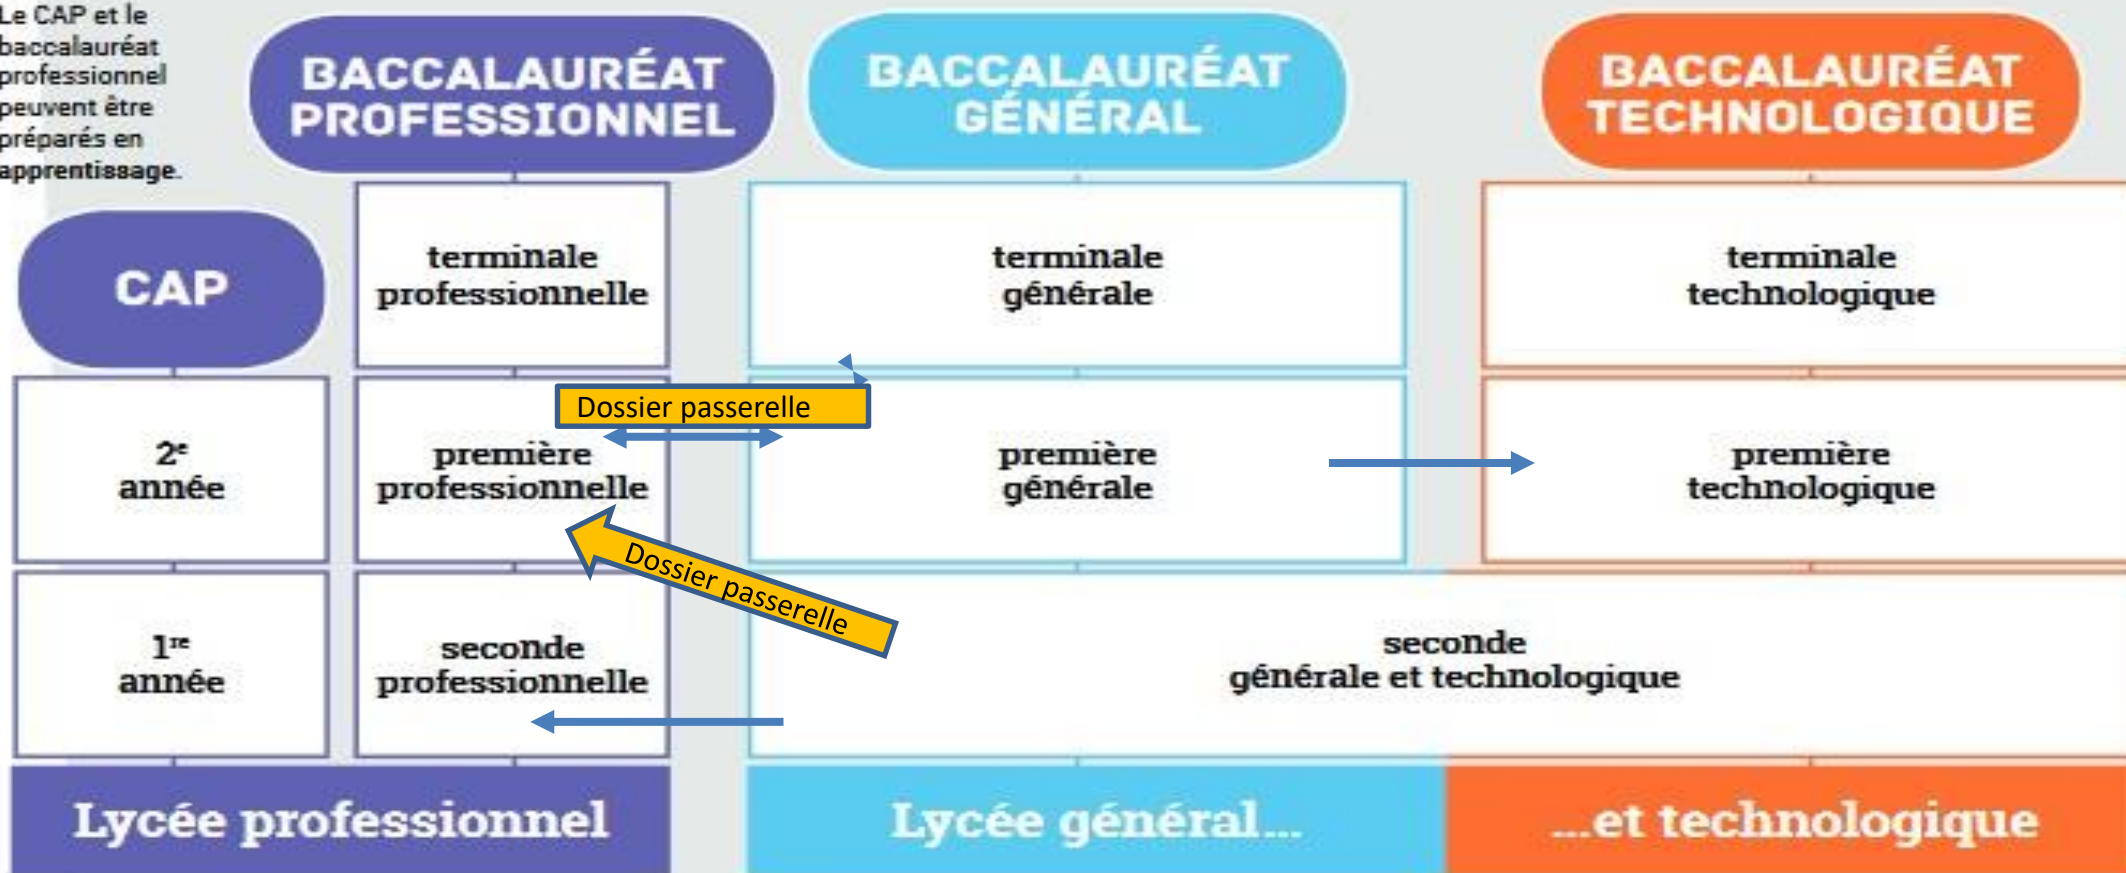 Le CAP et le
baccalauréat
professionnel
peuvent être
préparés en
apprentissage.
BACCALAURÉAT
PROFESSIONNEL
BACCALAURÉAT
GÉNÉRAL
BACCALAURÉAT
TECHNOLOGIQUE
CAP
terminale
professionnelle
terminale
générale
terminale
technologique
Dossier passerelle
2e
année
première
professionnelle
première
générale
première
technologique
Dossier passerelle
1re
année
seconde
professionnelle
seconde
générale et technologique
Lycée professionnel
Lycée général...
...et technologique